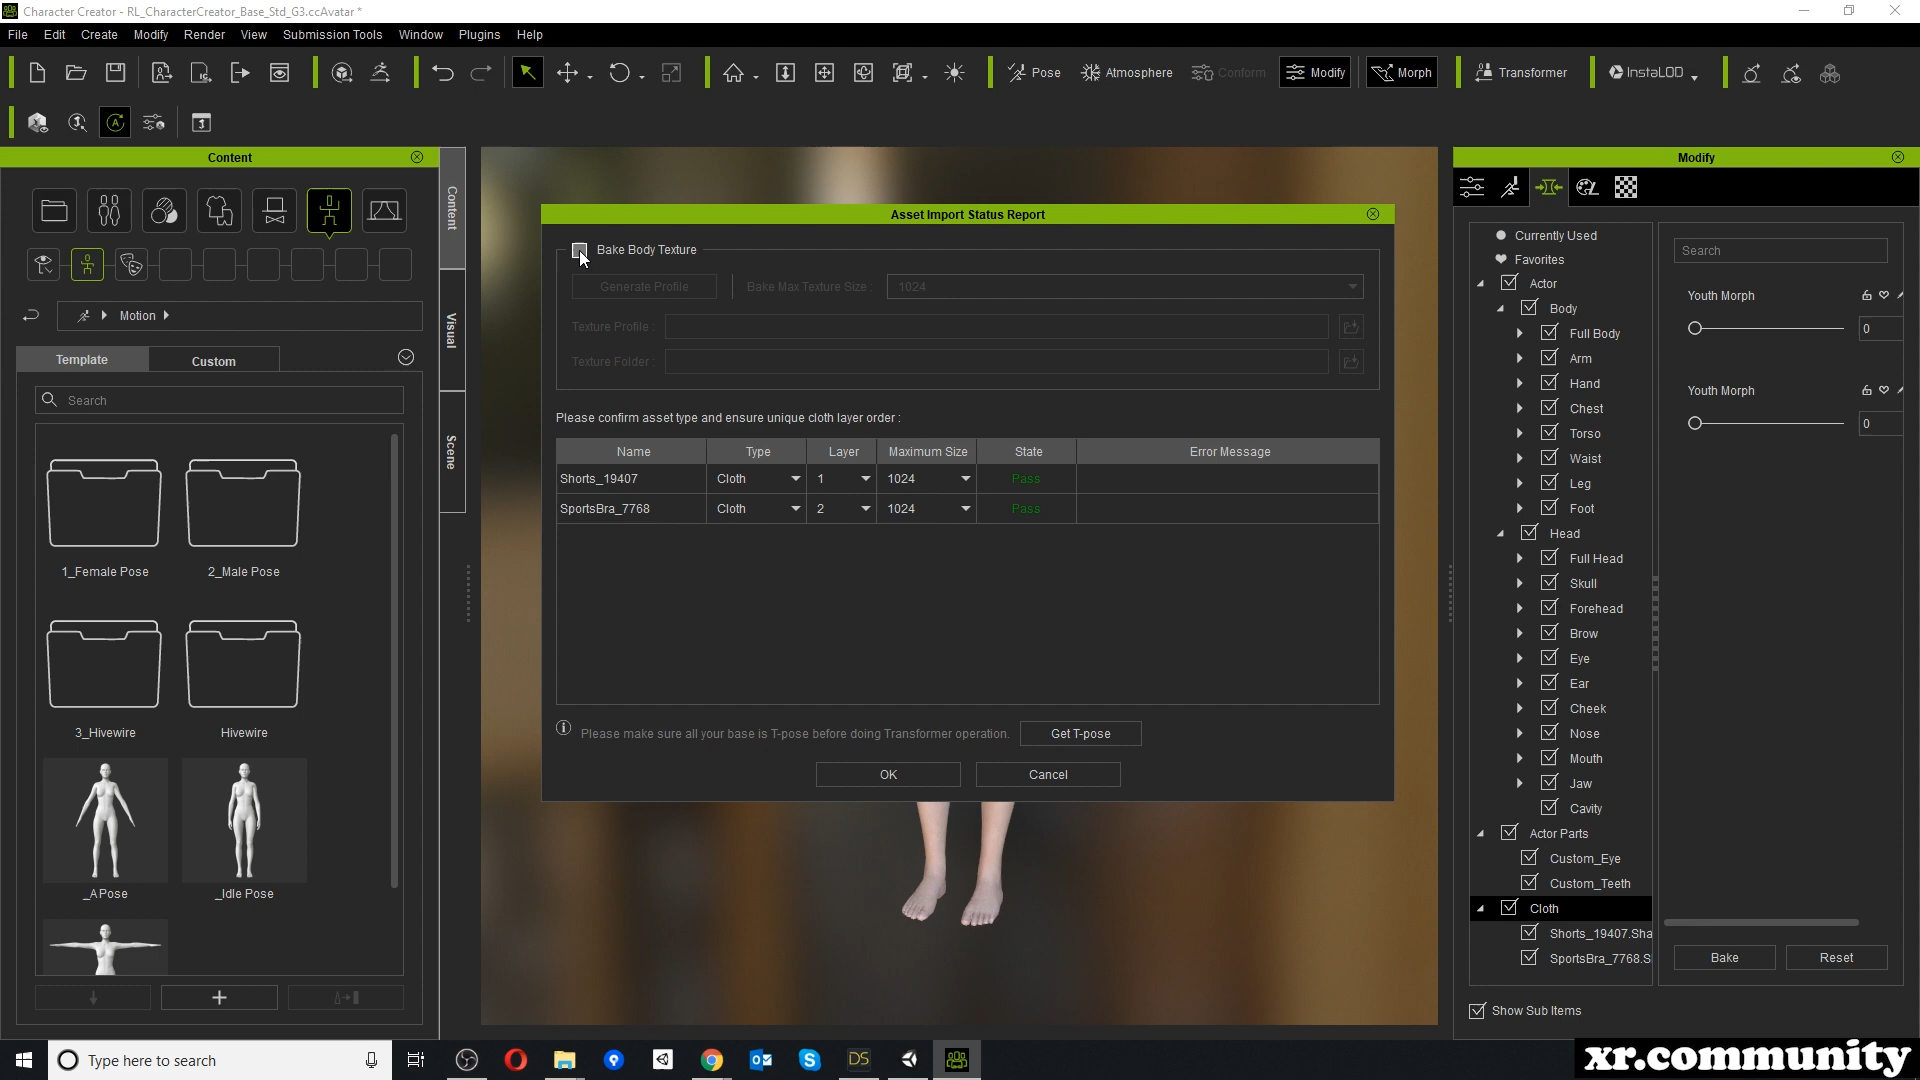 Character Creator - RL_CharacterCreator_Base_Std_G3.ccAvatar *
File Edit Create Modify Render View Submission Tools Window Plugins Help
Pose Atmosphere Conform Modify Morph Transformer InstaLOD
Content
Content
Visual
Scene
Motion
Template Custom
Search
1_Female Pose 2_Male Pose
3_Hivewire Hivewire
_APose _Idle Pose
Asset Import Status Report
Bake Body Texture
Generate Profile Bake Max Texture Size : 1024
Texture Profile :
Texture Folder :
Please confirm asset type and ensure unique cloth layer order :
Name Type Layer Maximum Size State Error Message
Shorts_19407 Cloth 1 1024 Pass
SportsBra_7768 Cloth 2 1024 Pass
Please make sure all your base is T-pose before doing Transformer operation. Get T-pose
OK Cancel
Modify
Currently Used
Favorites
Actor
Body
Full Body
Arm
Hand
Chest
Torso
Waist
Leg
Foot
Head
Full Head
Skull
Forehead
Brow
Eye
Ear
Cheek
Nose
Mouth
Jaw
Cavity
Actor Parts
Custom_Eye
Custom_Teeth
Cloth
Shorts_19407.Sha
SportsBra_7768.S
Show Sub Items
Search
Youth Morph
0
Youth Morph
0
Bake Reset
Type here to search
DS
xr.community